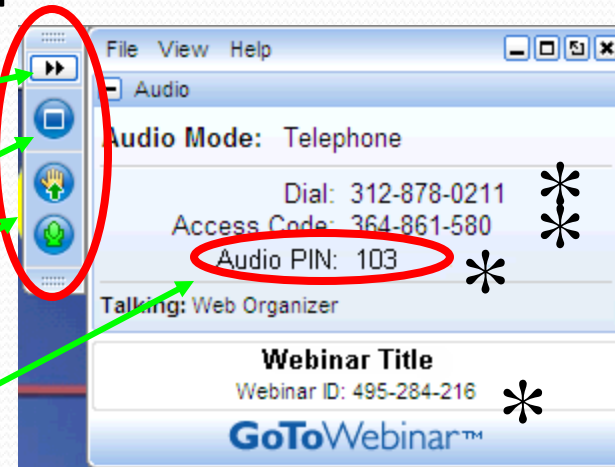 File View Help
Audio
Audio Mode: Telephone
Dial: 312-878-0211 *
Access Code: 364-861-580 *
Audio PIN: 103 *
Talking: Web Organizer
Webinar Title
Webinar ID: 495-284-216 *
GoToWebinar™